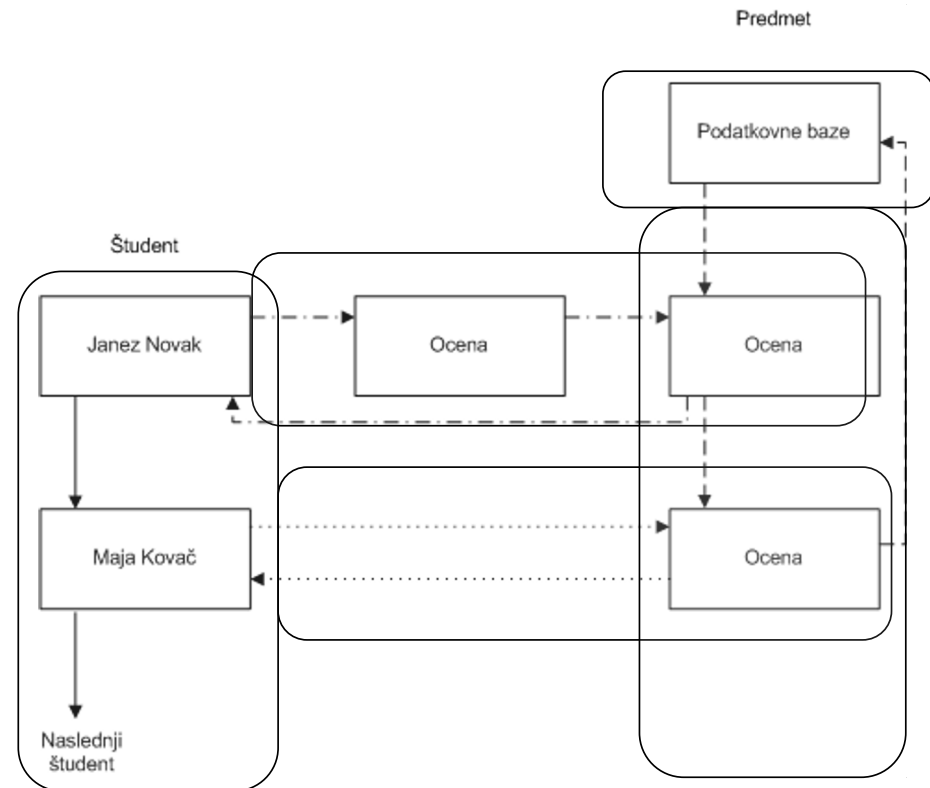 Predmet
Podatkovne baze
Študent
Janez Novak
Ocena
Ocena
Maja Kovač
Ocena
Naslednji
študent